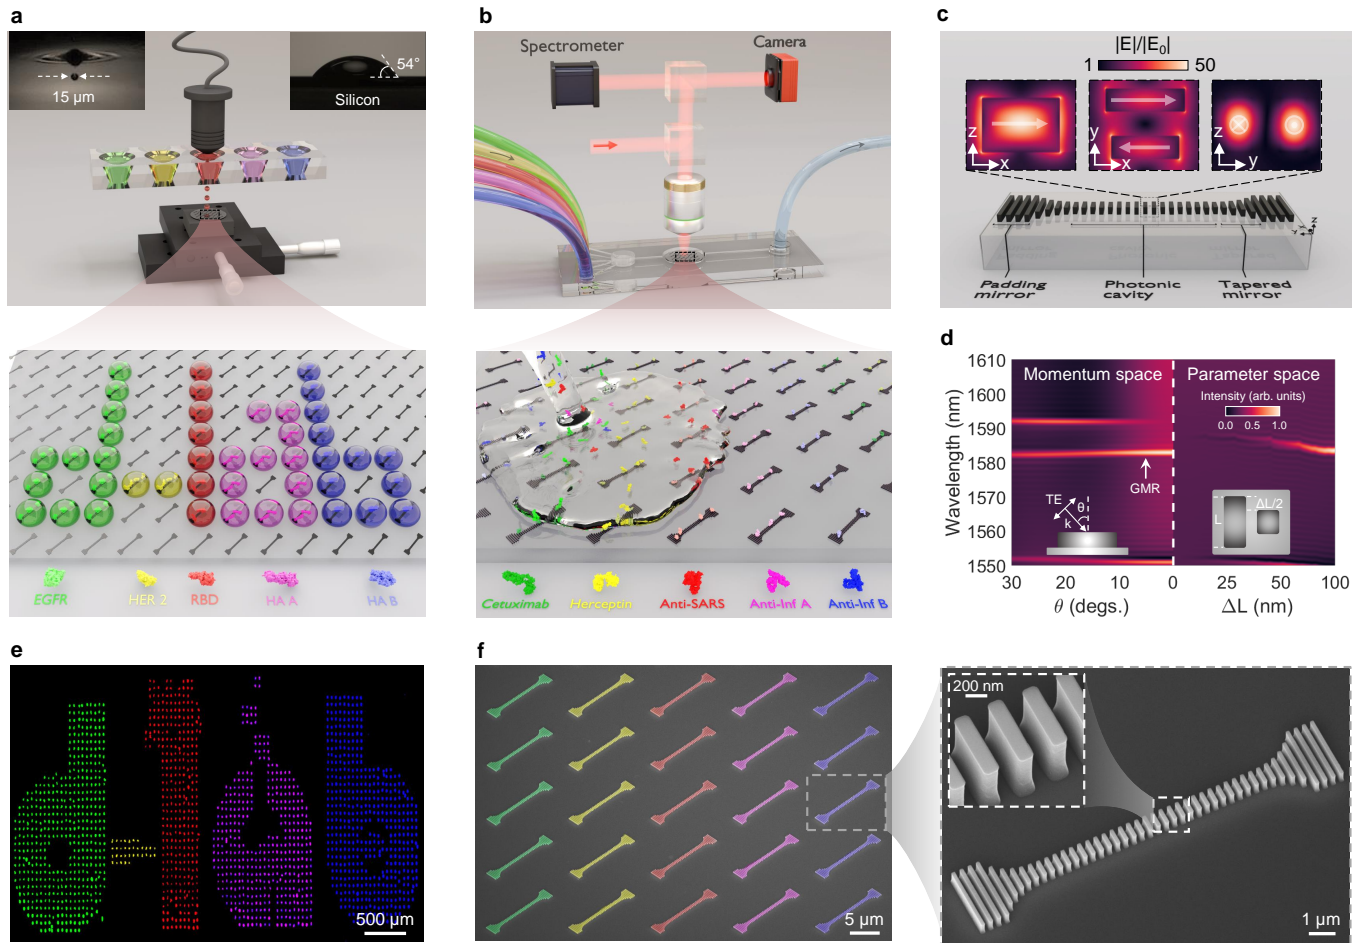 a
15 µm
54°
Silicon
EGFR
HER 2
RBD
HA A
HA B
b
Spectrometer
Camera
Cetuximab
Herceptin
Anti-SARS
Anti-Inf A
Anti-Inf B
c
|E|/|E₀|
1
50
z
x
y
x
z
y
Padding
mirror
Photonic
cavity
Tapered
mirror
z
d
Momentum space
Parameter space
Intensity (arb. units)
0.0 0.5 1.0
Wavelength (nm)
1610
1600
1590
1580
1570
1560
1550
GMR
TE
θ
k
L
ΔL/2
30 20 10 0 25 50 100
θ (degs.)
ΔL (nm)
e
500 µm
f
5 µm
200 nm
1 µm